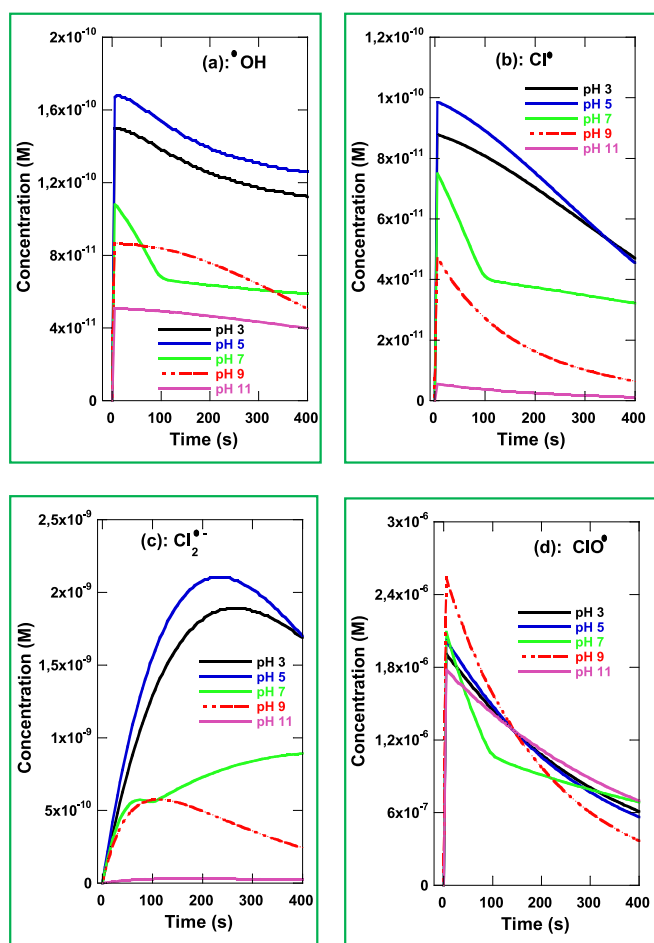 (a): •OH
Concentration (M)
2x10-10
1,6x10-10
1,2x10-10
8x10-11
4x10-11
0
pH 3
pH 5
pH 7
pH 9
pH 11
0 100 200 300 400
Time (s)
(b): Cl•
Concentration (M)
1,2x10-10
1x10-10
8x10-11
6x10-11
4x10-11
2x10-11
0
pH 3
pH 5
pH 7
pH 9
pH 11
0 100 200 300 400
Time (s)
(c): Cl2•-
Concentration (M)
2,5x10-9
2x10-9
1,5x10-9
1x10-9
5x10-10
0
pH 3
pH 5
pH 7
pH 9
pH 11
0 100 200 300 400
Time (s)
(d): ClO•
Concentration (M)
3x10-6
2,4x10-6
1,8x10-6
1,2x10-6
6x10-7
0
pH 3
pH 5
pH 7
pH 9
pH 11
0 100 200 300 400
Time (s)